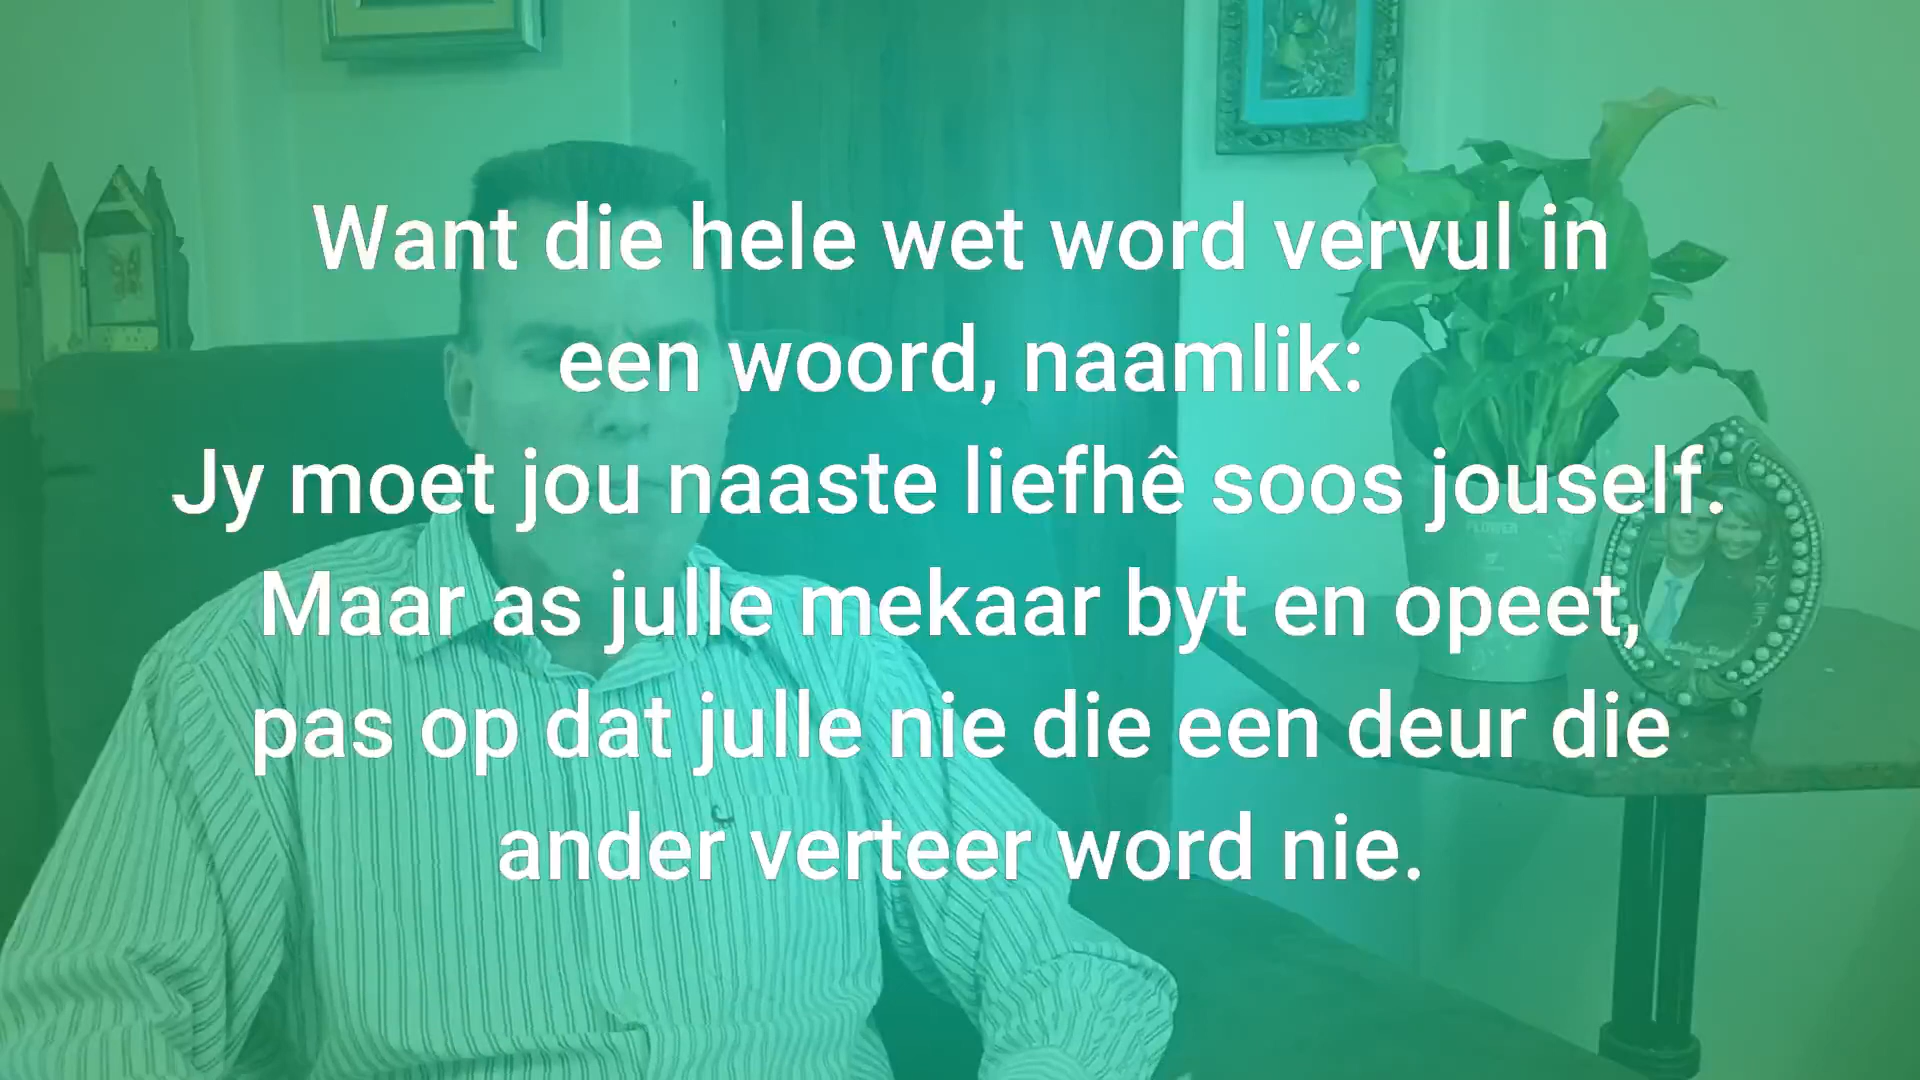 Want die hele wet word vervul in
een woord, naamlik:
Jy moet jou naaste liefhê soos jouself.
Maar as julle mekaar byt en opeet,
pas op dat julle nie die een deur die
ander verteer word nie.
FLOWER